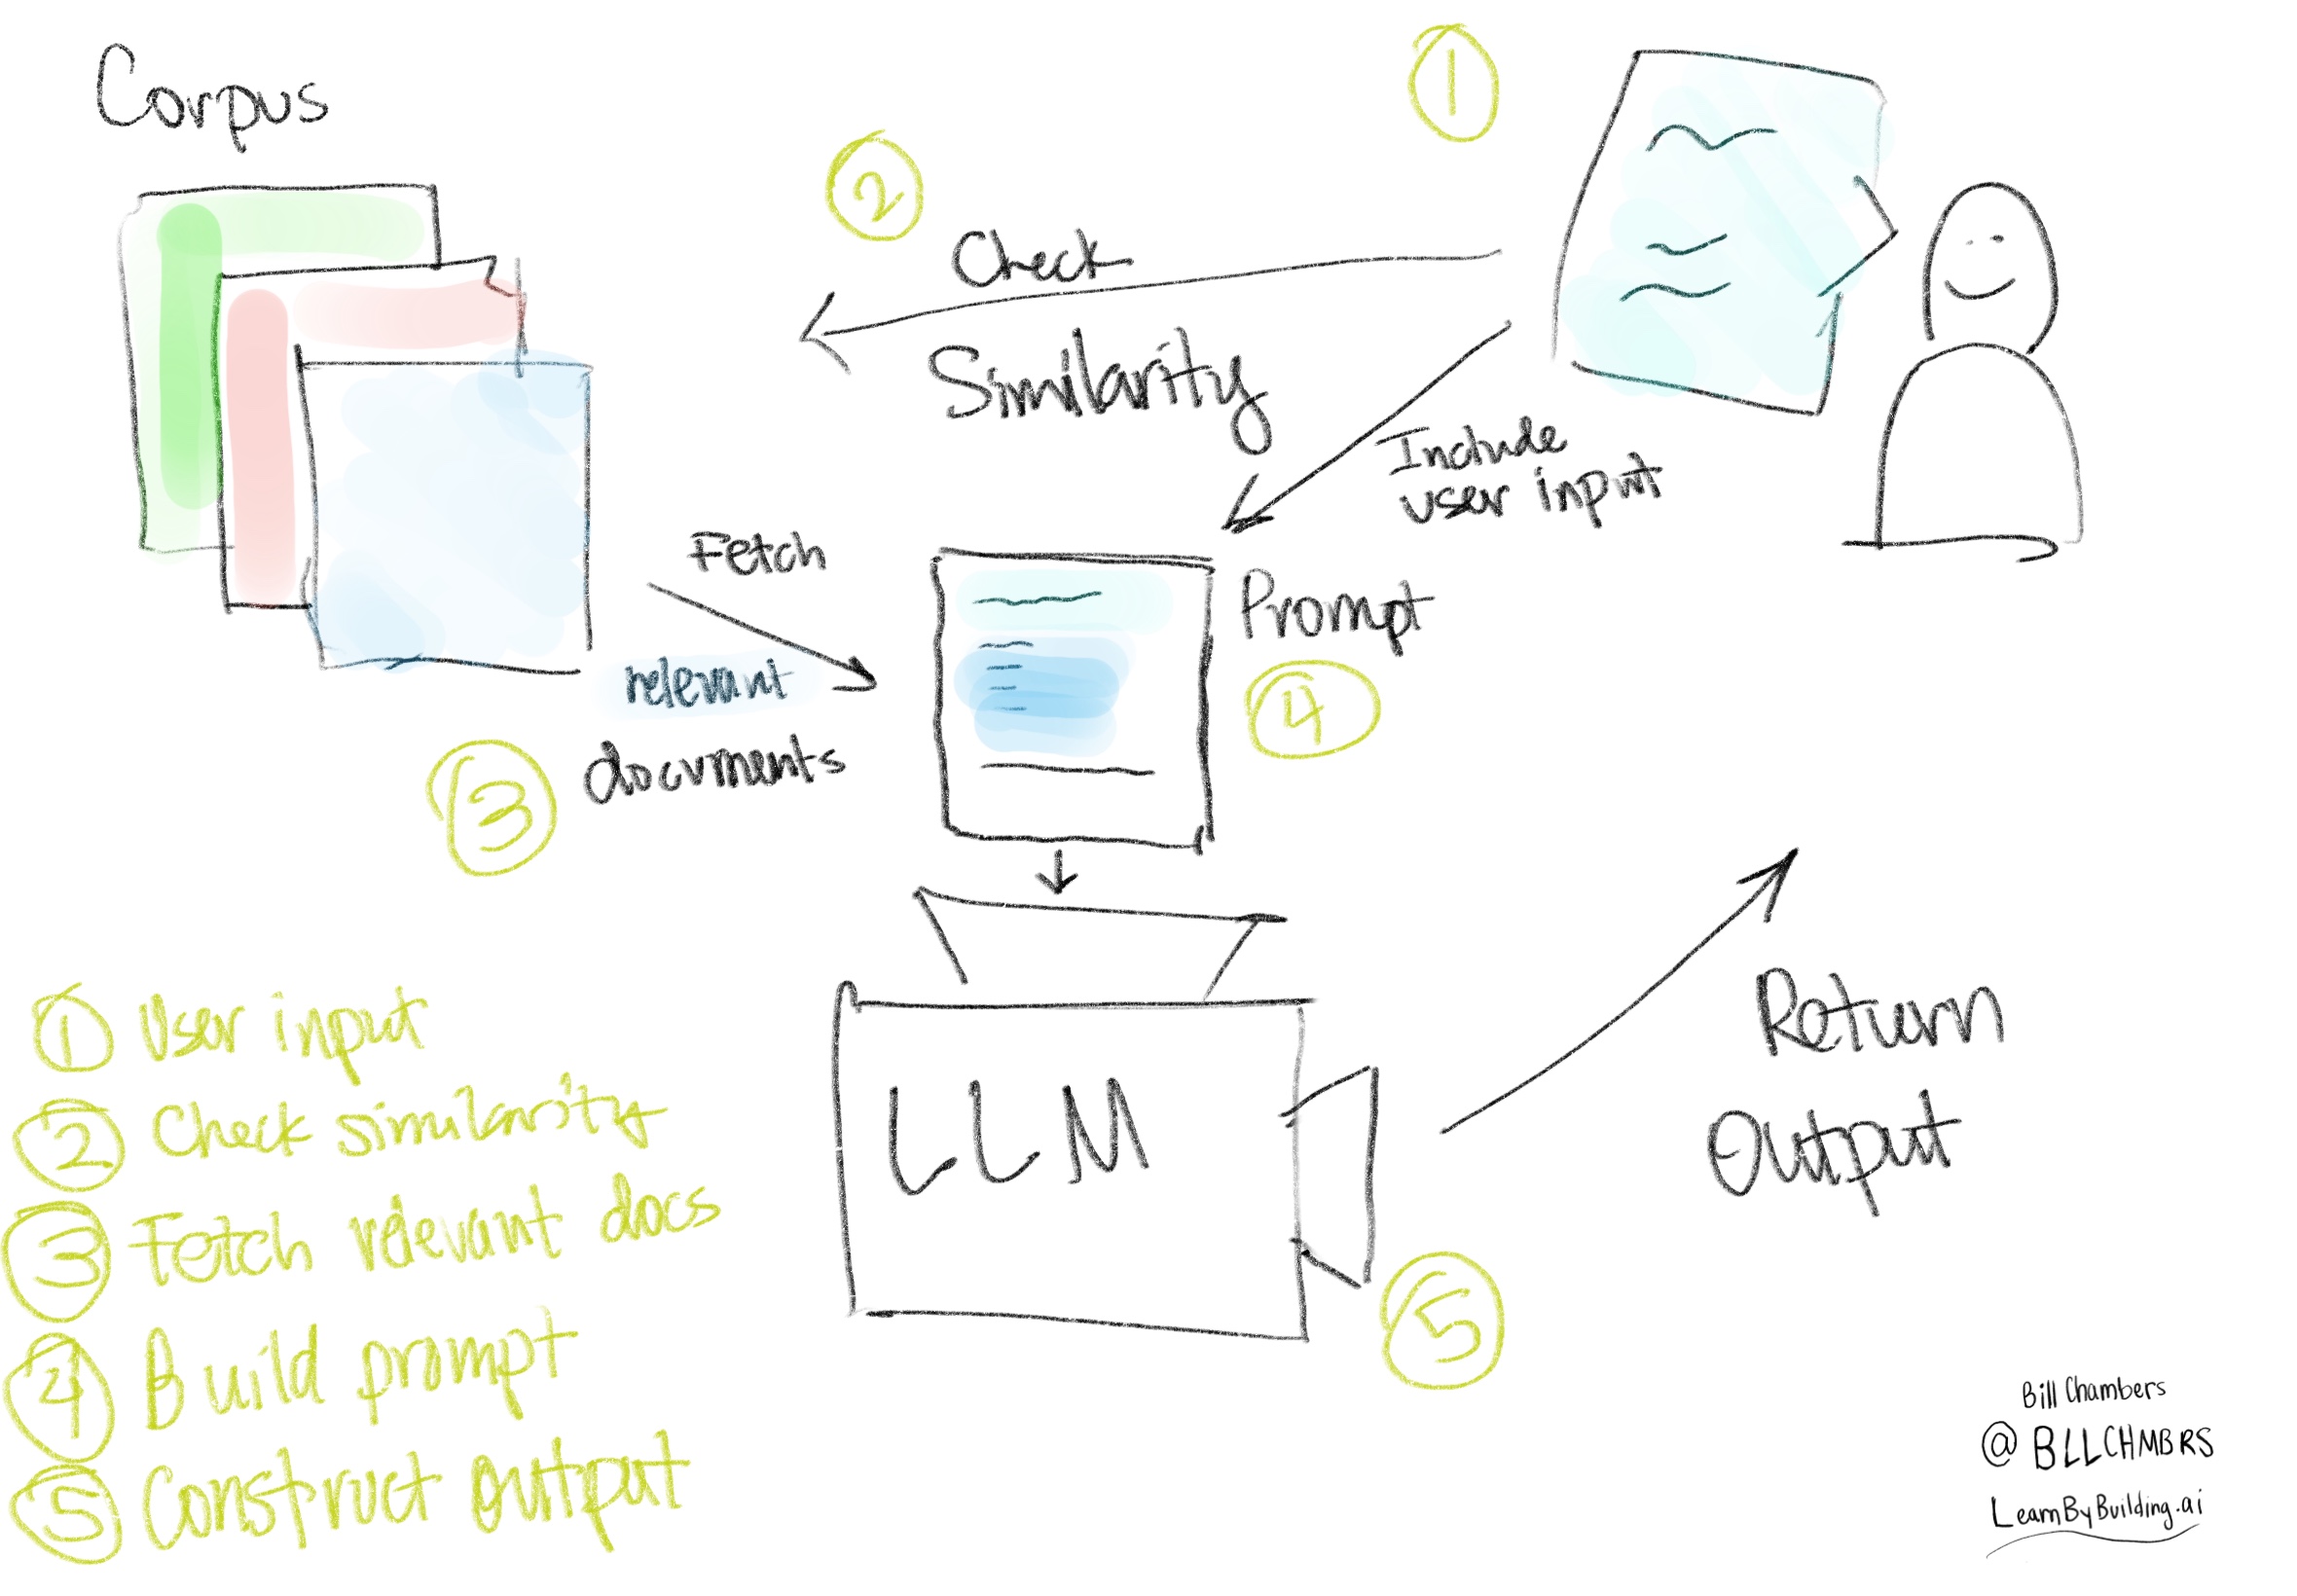 Corpus
1
2
Check
Similarity
Include
user input
Fetch
relevant
documents
3
Prompt
4
LLM
5
Return
Output
1 User input
2 Check similarity
3 Fetch relevant docs
4 Build prompt
5 Construct output
Bill Chambers
@BLLCHMBRS
LearnByBuilding.ai